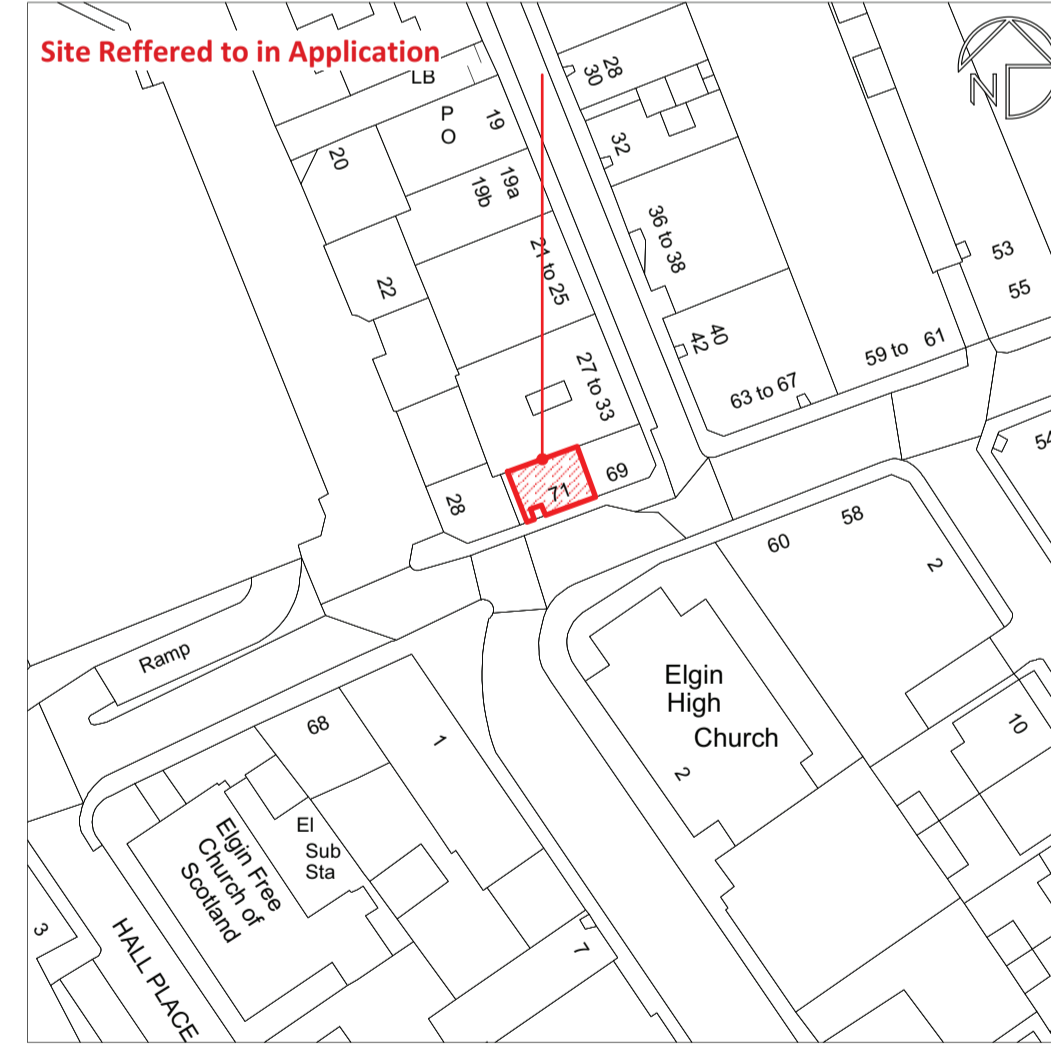 Site Reffered to in Application
LB
P
O
19
28
30
20
32
19a
19b
36 to 38
21 to 25
22
53
55
40
42
59 to 61
27 to 33
63 to 67
54
69
71
28
58
60
2
Ramp
Elgin
High
Church
2
10
68
1
El
Sub
Sta
Elgin Free
Church of
Scotland
3
HALL PLACE
7
N